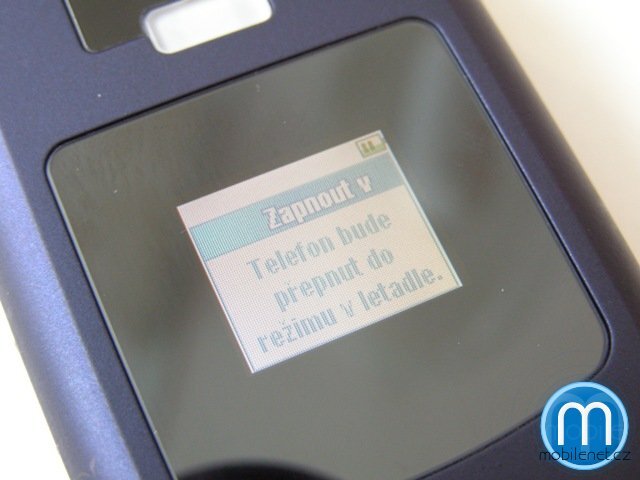 Zapnout v
Telefon bude
přepnut do
režimu v letadle.
m
mobilenet.cz